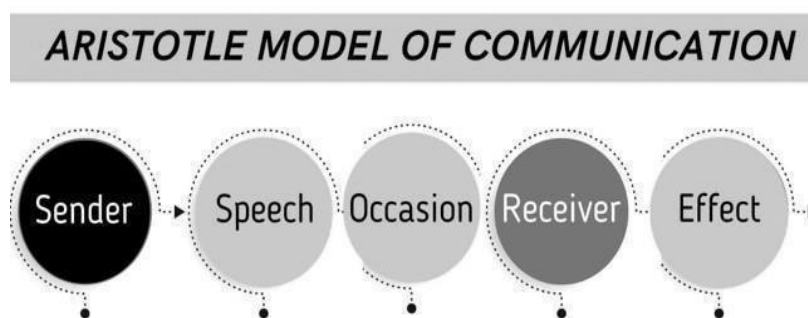 ARISTOTLE MODEL OF COMMUNICATION
Sender Speech Occasion Receiver Effect